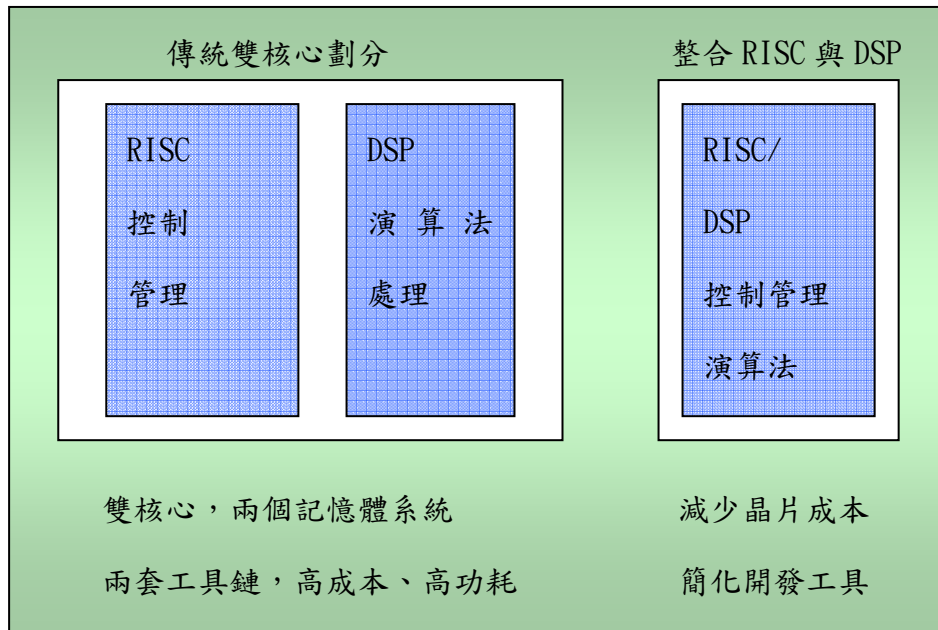 傳統雙核心劃分
RISC
控制
管理
DSP
演 算 法
處理
雙核心，兩個記憶體系統
兩套工具鏈，高成本、高功耗
整合 RISC 與 DSP
RISC/
DSP
控制管理
演算法
減少晶片成本
簡化開發工具